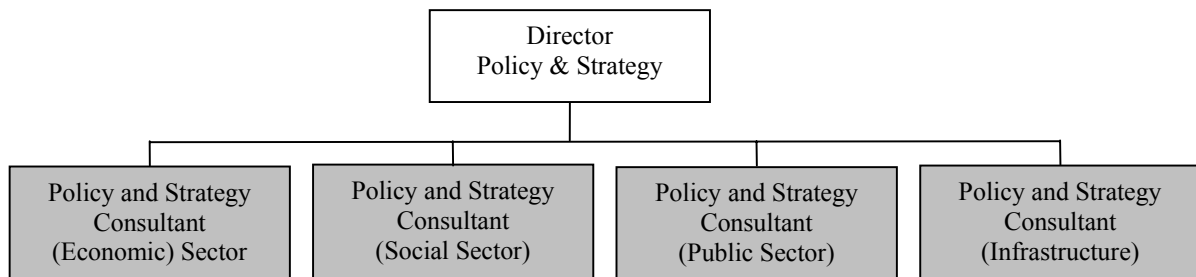 Director
Policy & Strategy
Policy and Strategy
Consultant
(Economic) Sector
Policy and Strategy
Consultant
(Social Sector)
Policy and Strategy
Consultant
(Public Sector)
Policy and Strategy
Consultant
(Infrastructure)